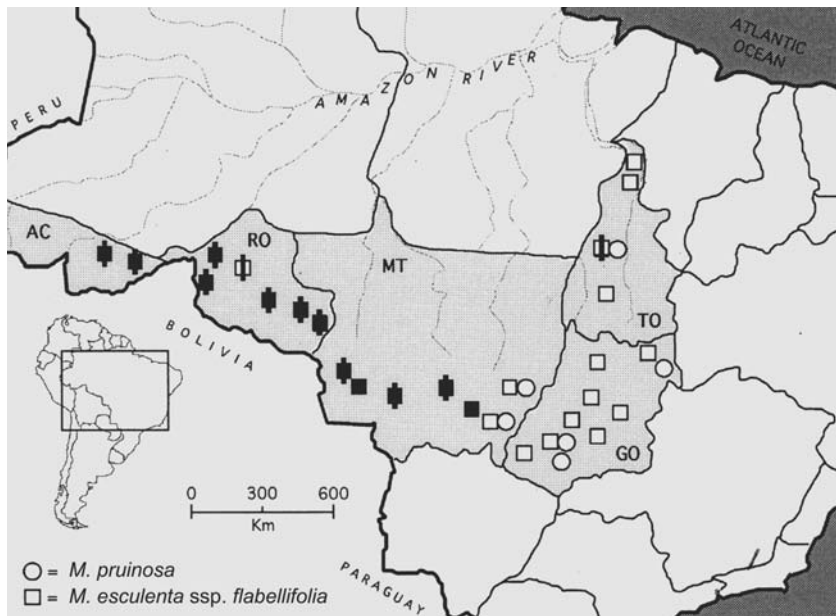 ATLANTIC
OCEAN
PERU
AMAZON RIVER
AC
RO
MT
TO
BOLIVIA
GO
0 300 600
Km
PARAGUAY
= M. pruinosa
= M. esculenta ssp. flabellifolia